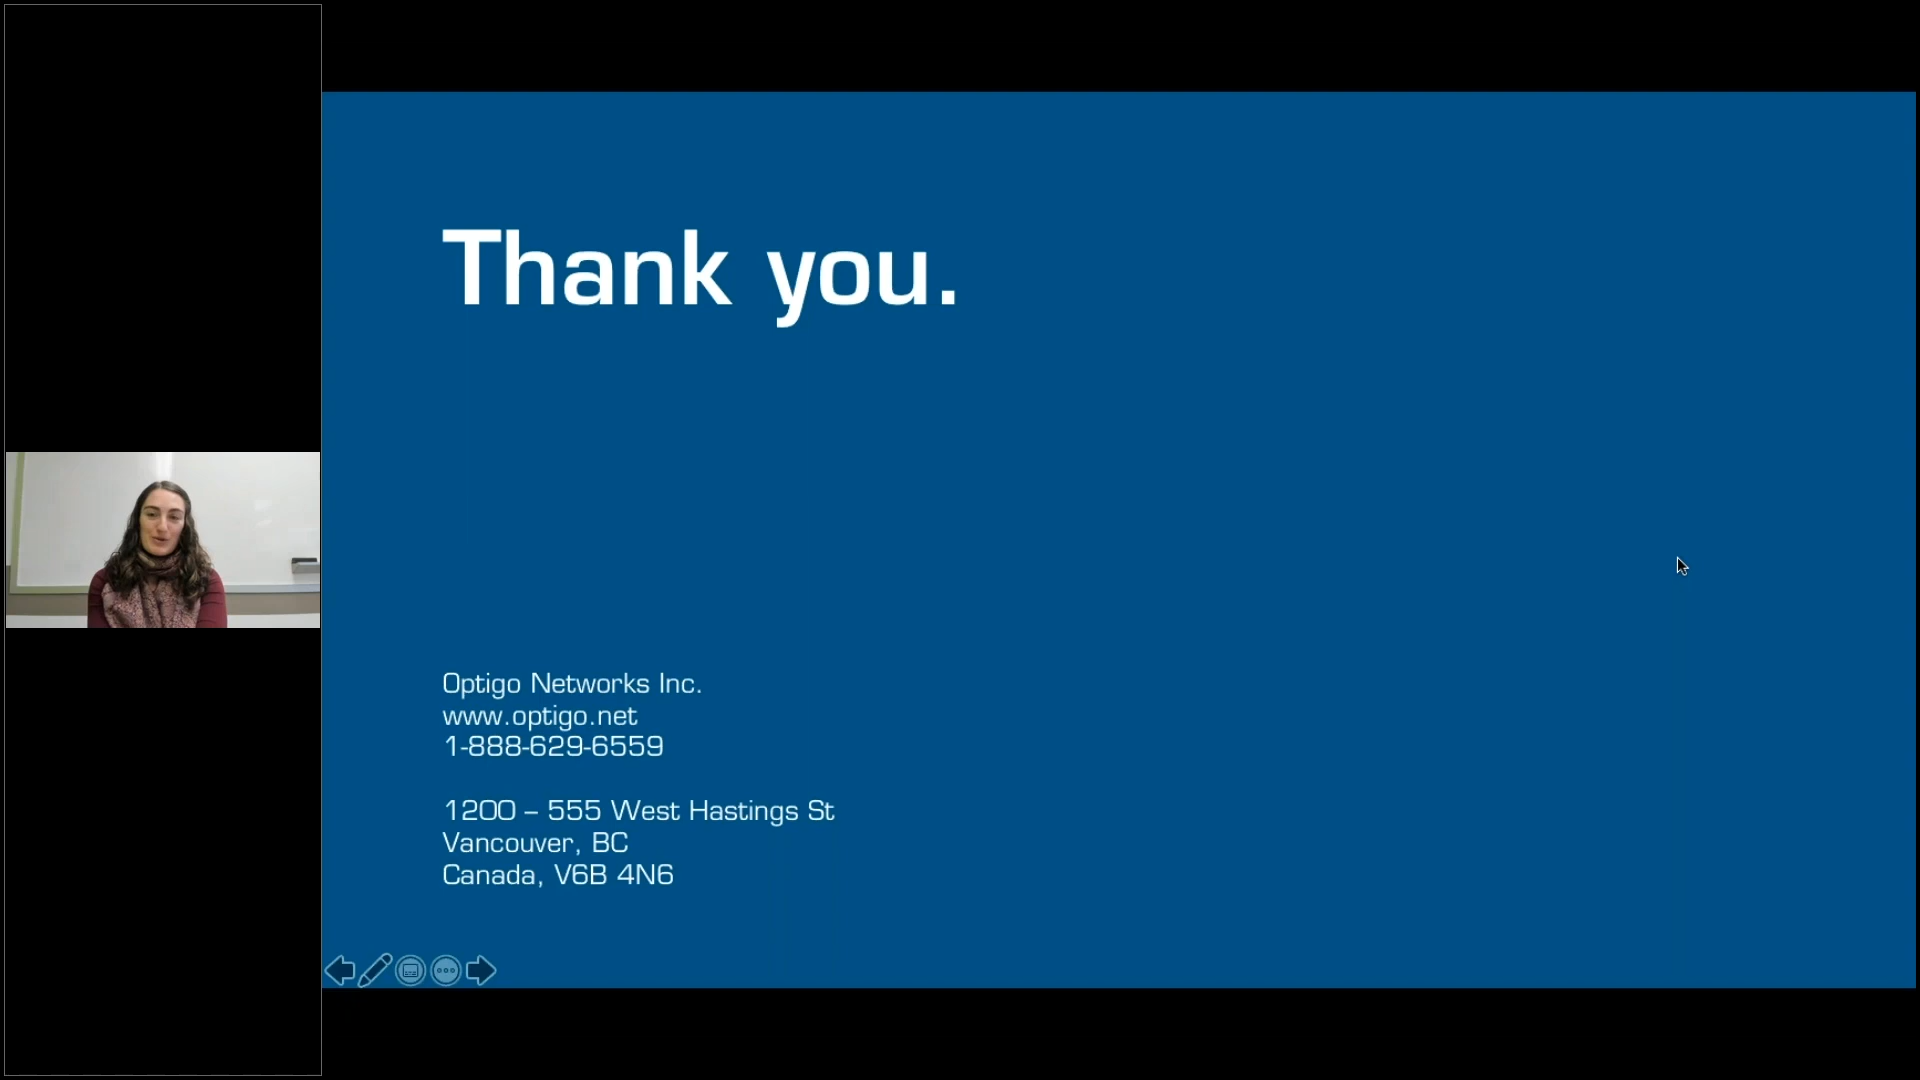 Thank you.
Optigo Networks Inc.
www.optigo.net
1-888-629-6559
1200 – 555 West Hastings St
Vancouver, BC
Canada, V6B 4N6